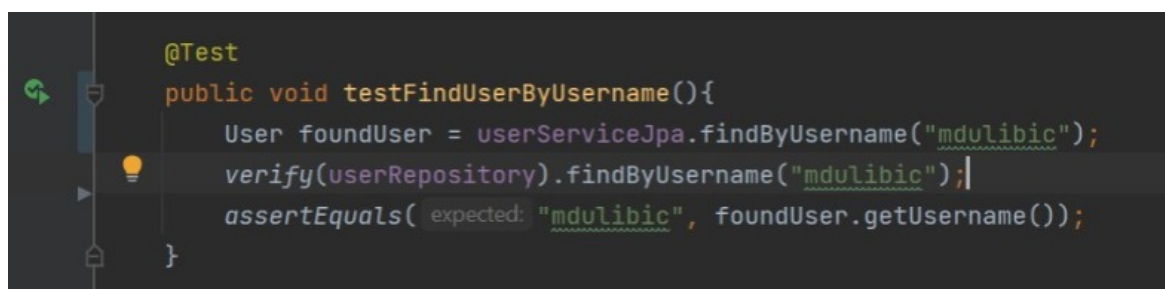 @Test
public void testFindUserByUsername(){
User foundUser = userServiceJpa.findByUsername("mdulibic");
verify(userRepository).findByUsername("mdulibic");
assertEquals( expected: "mdulibic", foundUser.getUsername());
}